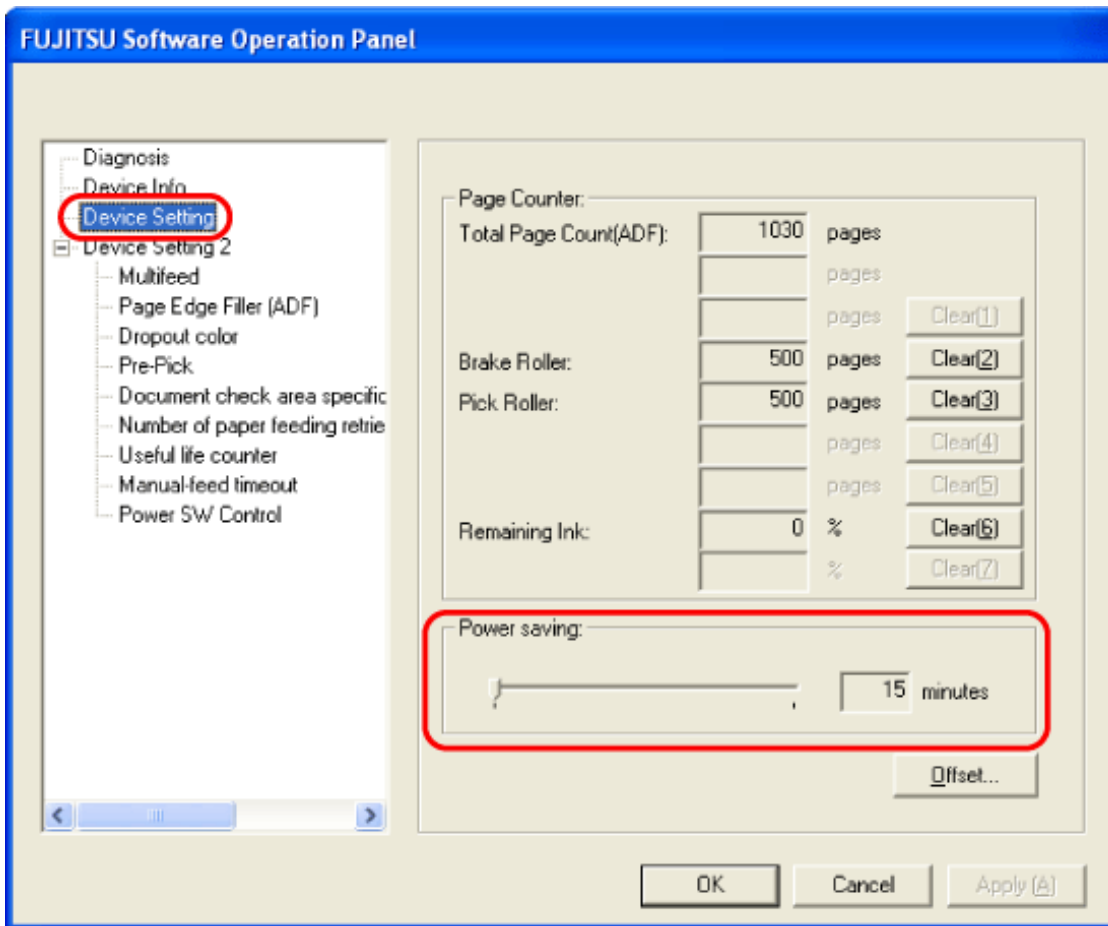 FUJITSU Software Operation Panel
Diagnosis
Device Info
Device Setting
Device Setting 2
Multifeed
Page Edge Filler (ADF)
Dropout color
Pre-Pick
Document check area specific
Number of paper feeding retrie
Useful life counter
Manual-feed timeout
Power SW Control
Page Counter:
Total Page Count(ADF): 1030 pages
pages
pages Clear(1)
Brake Roller: 500 pages Clear(2)
Pick Roller: 500 pages Clear(3)
pages Clear(4)
pages Clear(5)
Remaining Ink: 0 % Clear(6)
% Clear(7)
Power saving:
15 minutes
Offset...
OK Cancel Apply (A)